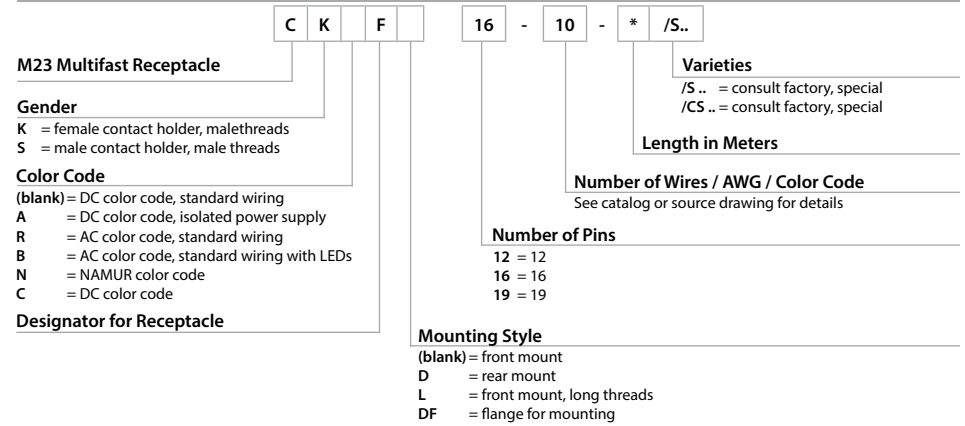 C K F 16 - 10 - * /S..
M23 Multifast Receptacle
Gender
K = female contact holder, malethreads
S = male contact holder, male threads
Color Code
(blank) = DC color code, standard wiring
A = DC color code, isolated power supply
R = AC color code, standard wiring
B = AC color code, standard wiring with LEDs
N = NAMUR color code
C = DC color code
Designator for Receptacle
Varieties
/S .. = consult factory, special
/CS .. = consult factory, special
Length in Meters
Number of Wires / AWG / Color Code
See catalog or source drawing for details
Number of Pins
12 = 12
16 = 16
19 = 19
Mounting Style
(blank) = front mount
D = rear mount
L = front mount, long threads
DF = flange for mounting